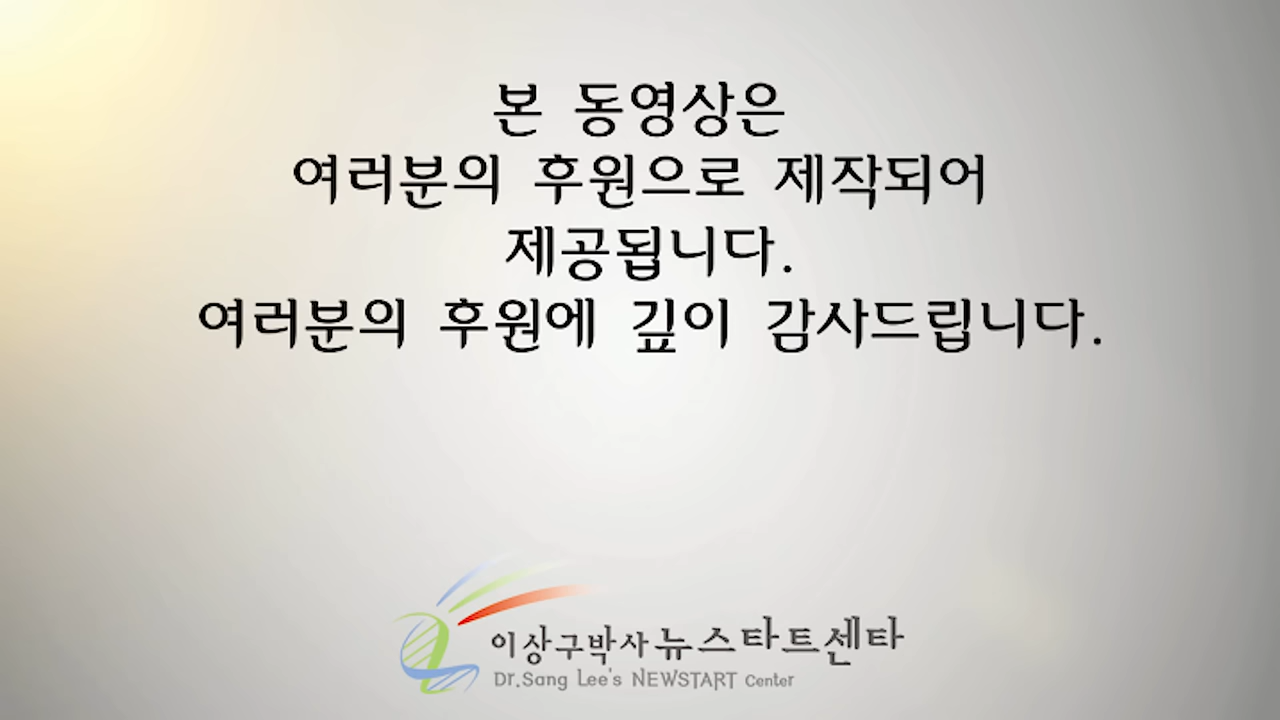 본 동영상은
여러분의 후원으로 제작되어
제공됩니다.
여러분의 후원에 깊이 감사드립니다.
이상구박사 뉴스타트센타
Dr.Sang Lee's NEWSTART Center